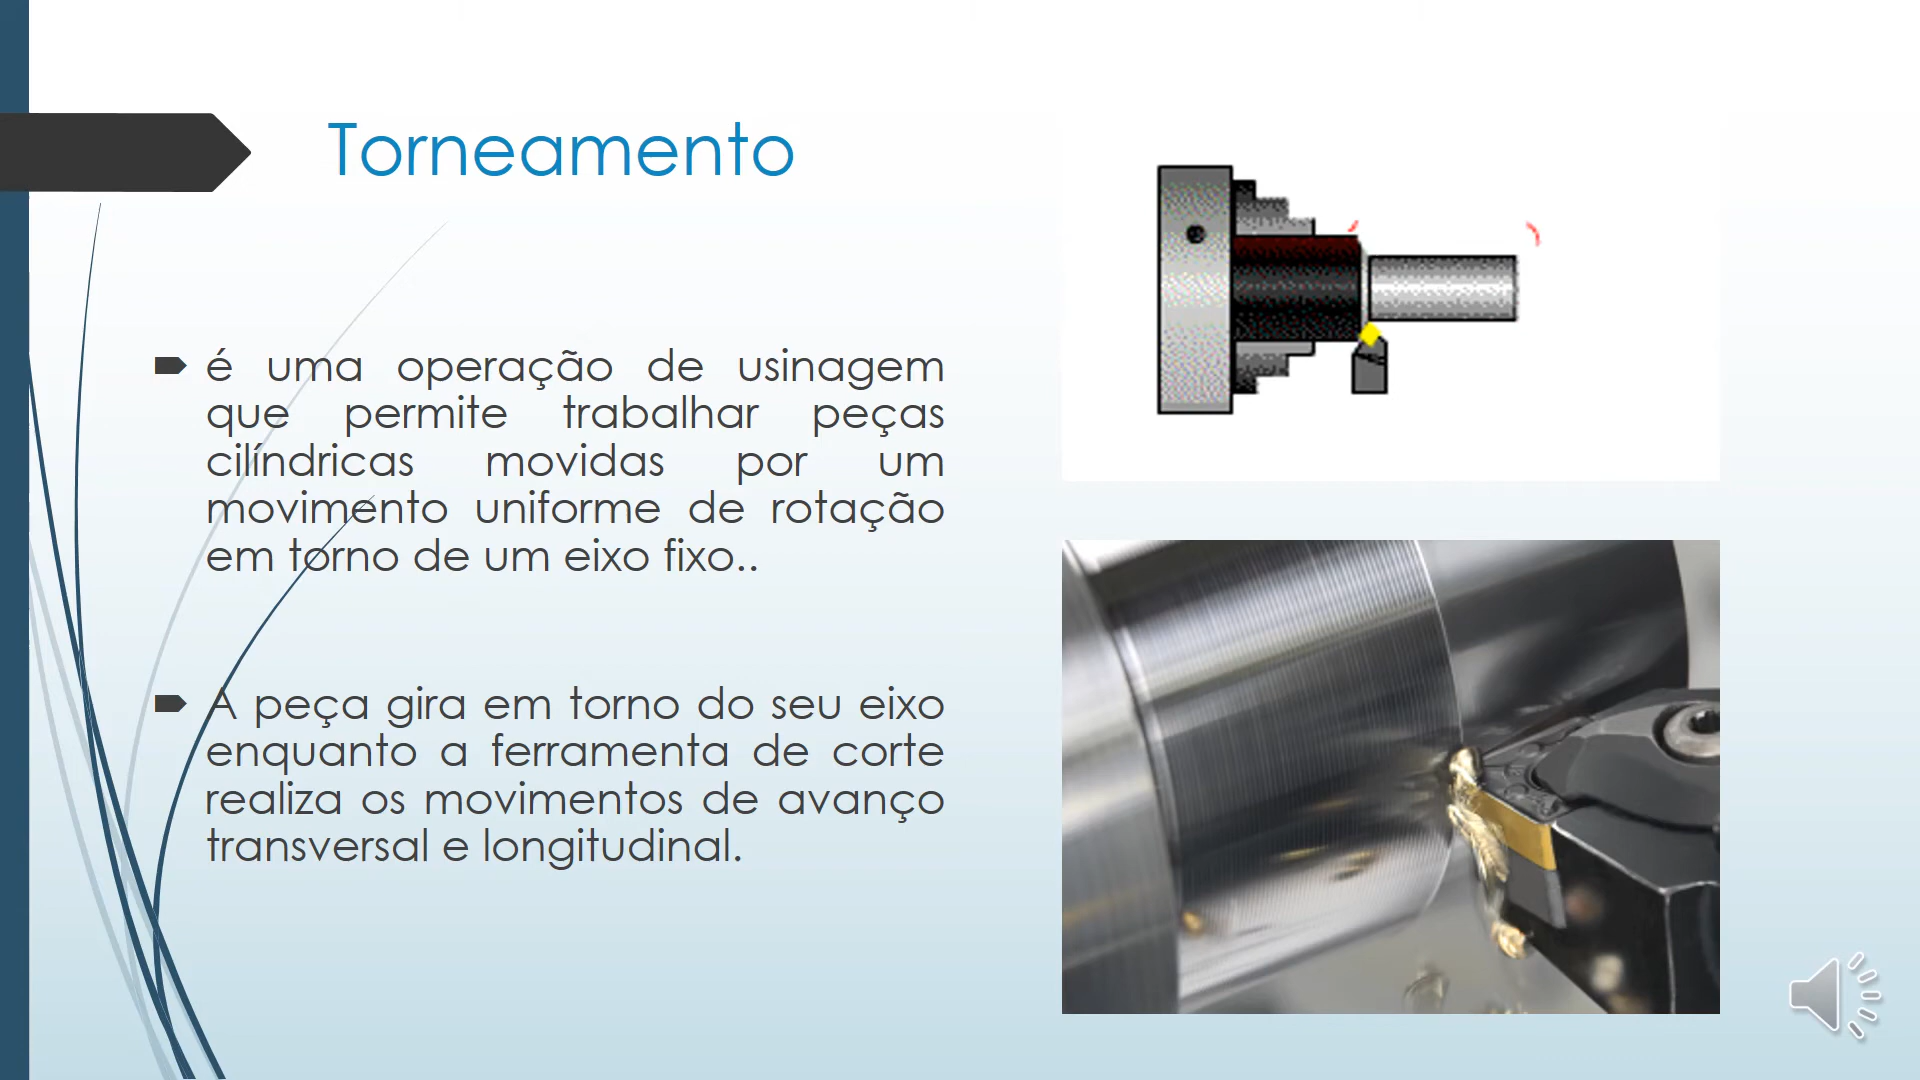 Torneamento
é uma operação de usinagem
que permite trabalhar peças
cilíndricas movidas por um
movimento uniforme de rotação
em torno de um eixo fixo..
A peça gira em torno do seu eixo
enquanto a ferramenta de corte
realiza os movimentos de avanço
transversal e longitudinal.